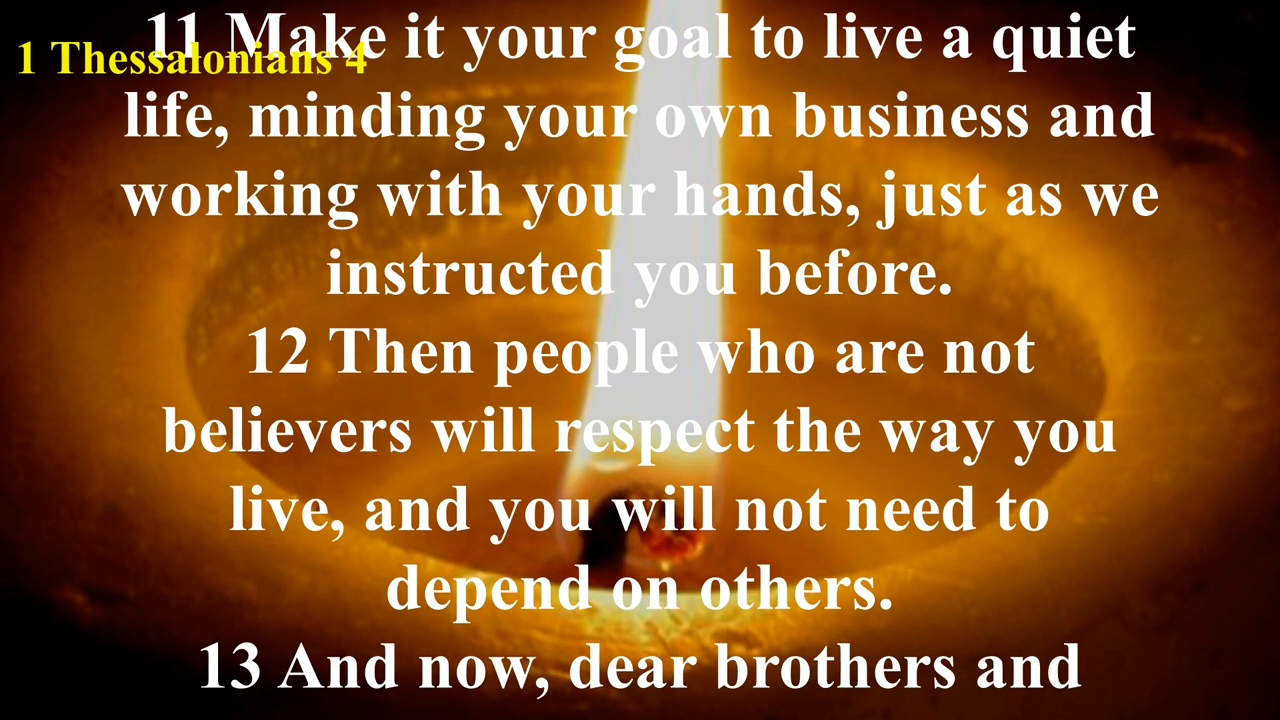 11 Make it your goal to live a quiet
1 Thessalonians 4
life, minding your own business and
working with your hands, just as we
instructed you before.
12 Then people who are not
believers will respect the way you
live, and you will not need to
depend on others.
13 And now, dear brothers and